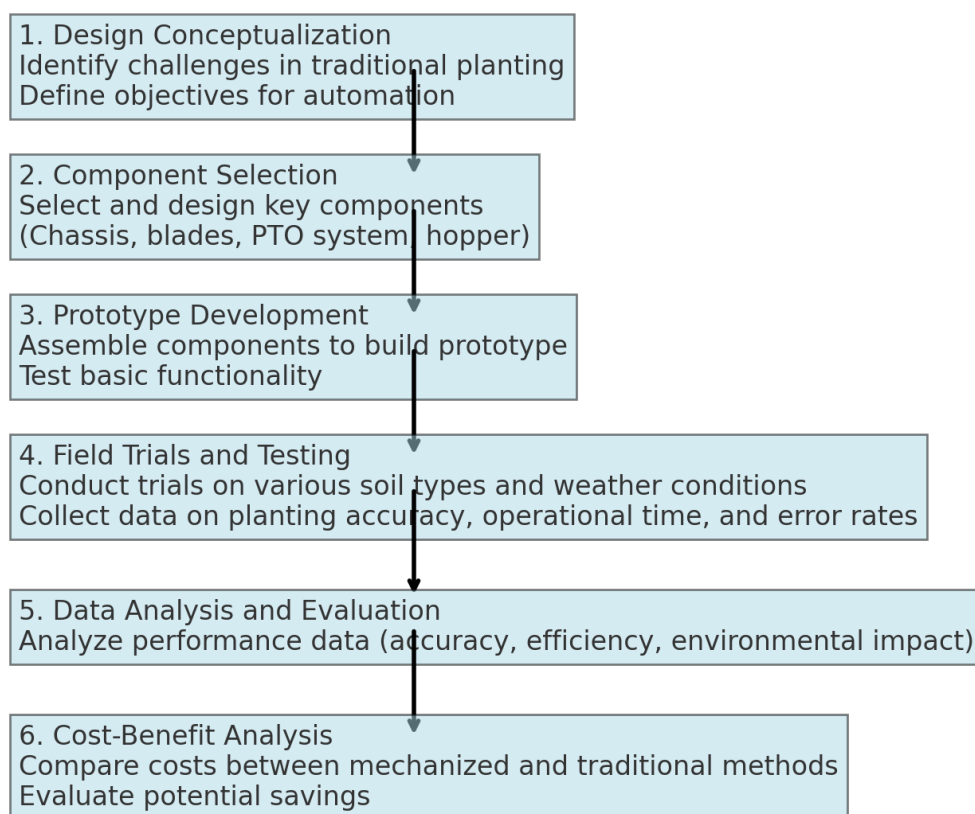 1. Design Conceptualization
Identify challenges in traditional planting
Define objectives for automation
2. Component Selection
Select and design key components
(Chassis, blades, PTO system, hopper)
3. Prototype Development
Assemble components to build prototype
Test basic functionality
4. Field Trials and Testing
Conduct trials on various soil types and weather conditions
Collect data on planting accuracy, operational time, and error rates
5. Data Analysis and Evaluation
Analyze performance data (accuracy, efficiency, environmental impact)
6. Cost-Benefit Analysis
Compare costs between mechanized and traditional methods
Evaluate potential savings